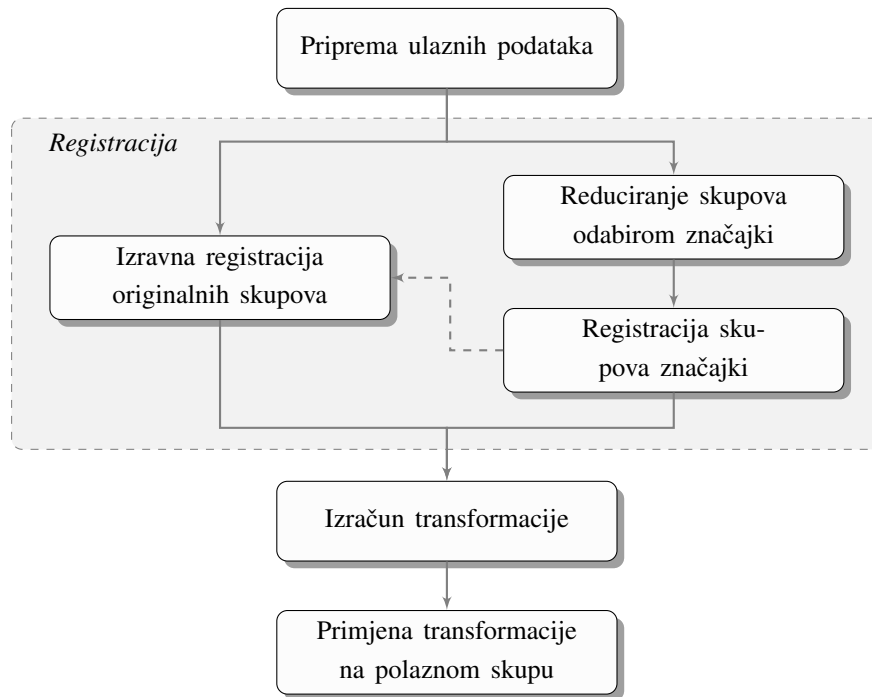 Priprema ulaznih podataka
Registracija
Reduciranje skupova
odabirom značajki
Izravna registracija
originalnih skupova
Registracija sku-
pova značajki
Izračun transformacije
Primjena transformacije
na polaznom skupu